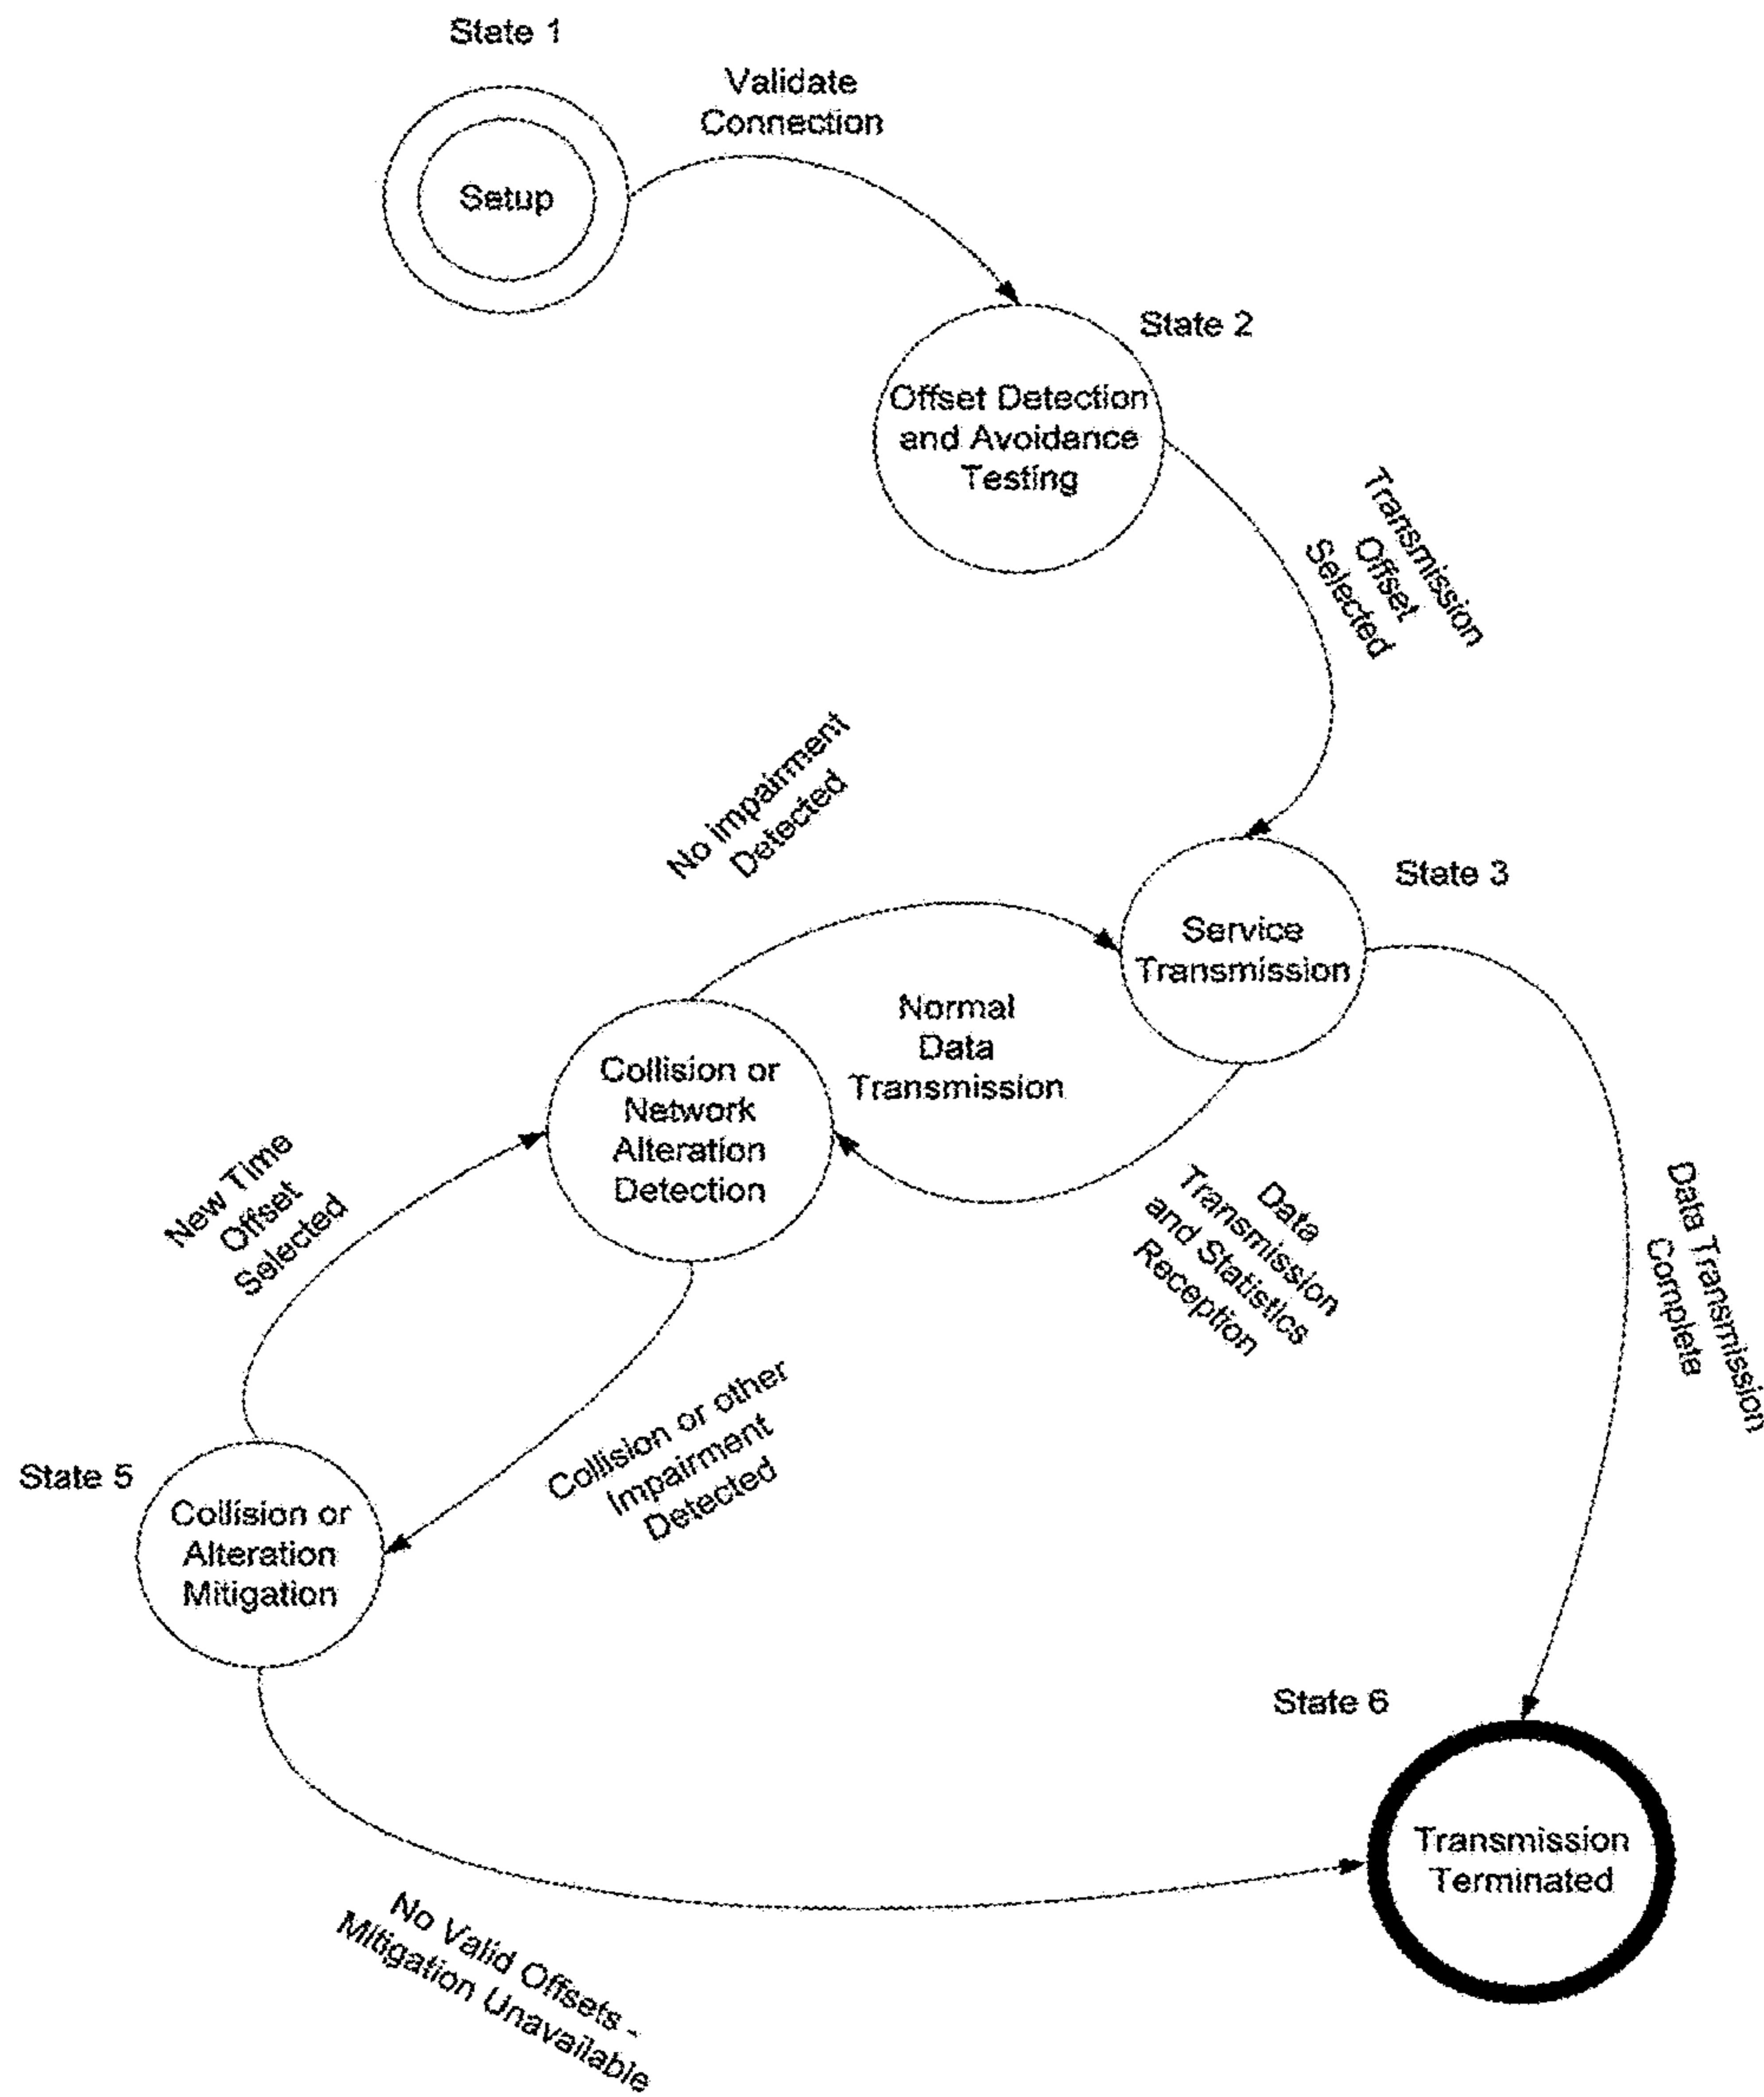 State 1
Validate
Connection
Setup
State 2
Offset Detection
and Avoidance
Testing
Transmission
Offset
Selected
No impairment
Detected
State 3
Service
Transmission
Normal
Data
Transmission
Collision or
Network
Alteration
Detection
New Time
Offset
Selected
Data
Transmission
and Statistics
Reception
Data Transmission
Complete
Collision or other
Impairment
Detected
State 5
Collision or
Alteration
Mitigation
State 6
Transmission
Terminated
No Valid Offsets -
Mitigation Unavailable